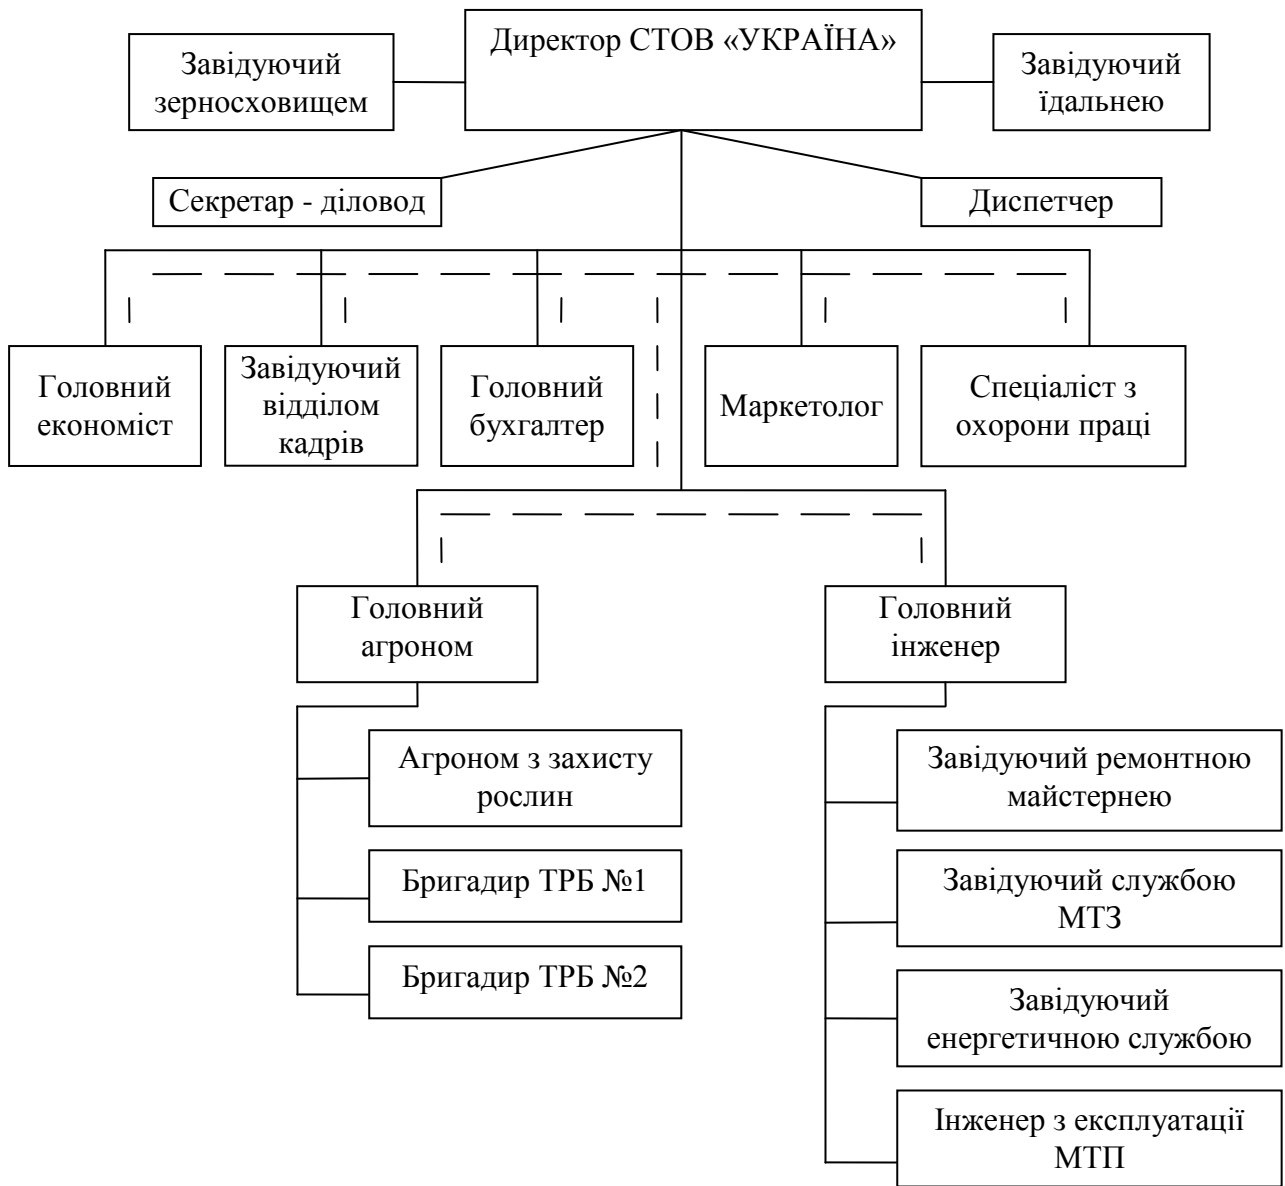 Директор СТОВ «УКРАЇНА»
Завідуючий
зерносховищем
Завідуючий
їдальнею
Секретар - діловод
Диспетчер
Головний
економіст
Завідуючий
відділом
кадрів
Головний
бухгалтер
Маркетолог
Спеціаліст з
охорони праці
Головний
агроном
Головний
інженер
Агроном з захисту
рослин
Бригадир ТРБ №1
Бригадир ТРБ №2
Завідуючий ремонтною
майстернею
Завідуючий службою
МТЗ
Завідуючий
енергетичною службою
Інженер з експлуатації
МТП